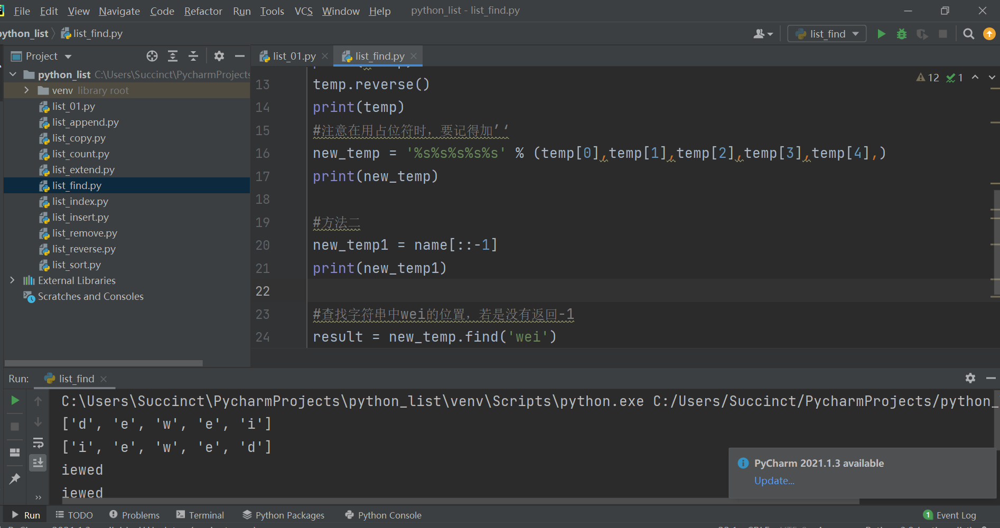 File Edit View Navigate Code Refactor Run Tools VCS Window Help python_list - list_find.py
ython_list list_find.py
list_find
Project
python_list C:\Users\Succinct\PycharmProjects
venv library root
list_01.py
list_append.py
list_copy.py
list_count.py
list_extend.py
list_find.py
list_index.py
list_insert.py
list_remove.py
list_reverse.py
list_sort.py
External Libraries
Scratches and Consoles
list_01.py list_find.py
12 1
13 temp.reverse()
14 print(temp)
15 #注意在用占位符时，要记得加’‘
16 new_temp = '%s%s%s%s%s' % (temp[0],temp[1],temp[2],temp[3],temp[4],)
17 print(new_temp)
18
19 #方法二
20 new_temp1 = name[::-1]
21 print(new_temp1)
22
23 #查找字符串中wei的位置，若是没有返回-1
24 result = new_temp.find('wei')
Run: list_find
C:\Users\Succinct\PycharmProjects\python_list\venv\Scripts\python.exe C:/Users/Succinct/PycharmProjects/python_
['d', 'e', 'w', 'e', 'i']
['i', 'e', 'w', 'e', 'd']
iewed
iewed
PyCharm 2021.1.3 available
Update...
Run TODO Problems Terminal Python Packages Python Console 1 Event Log